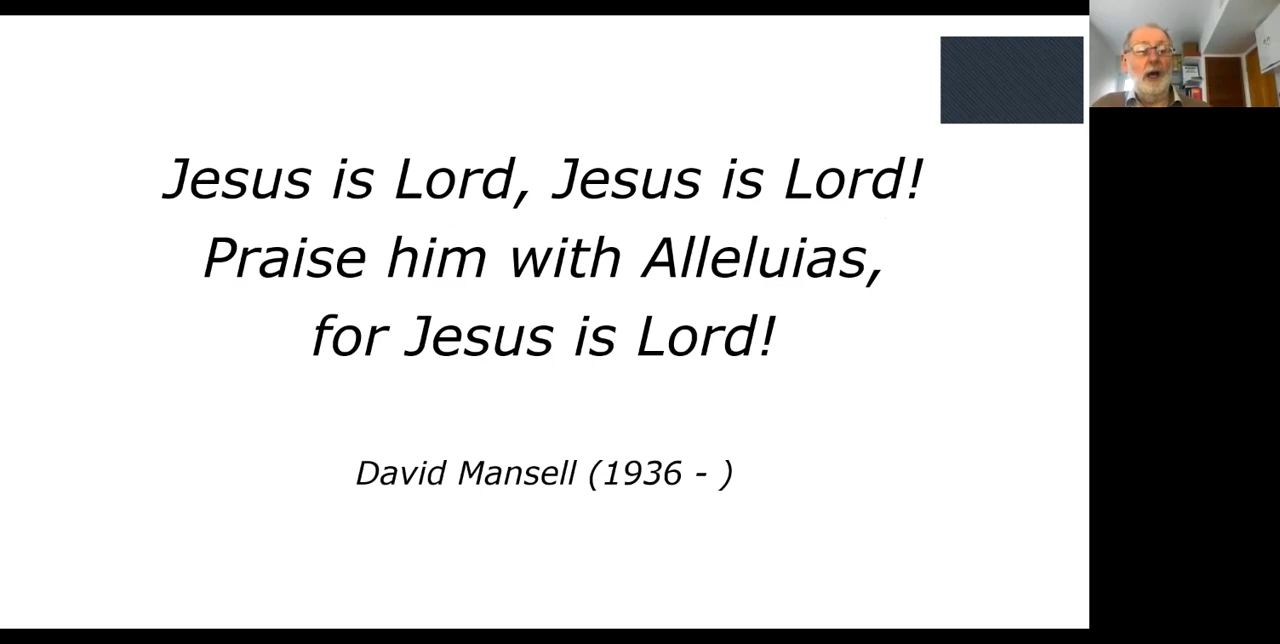 Jesus is Lord, Jesus is Lord!
Praise him with Alleluias,
for Jesus is Lord!
David Mansell (1936 - )